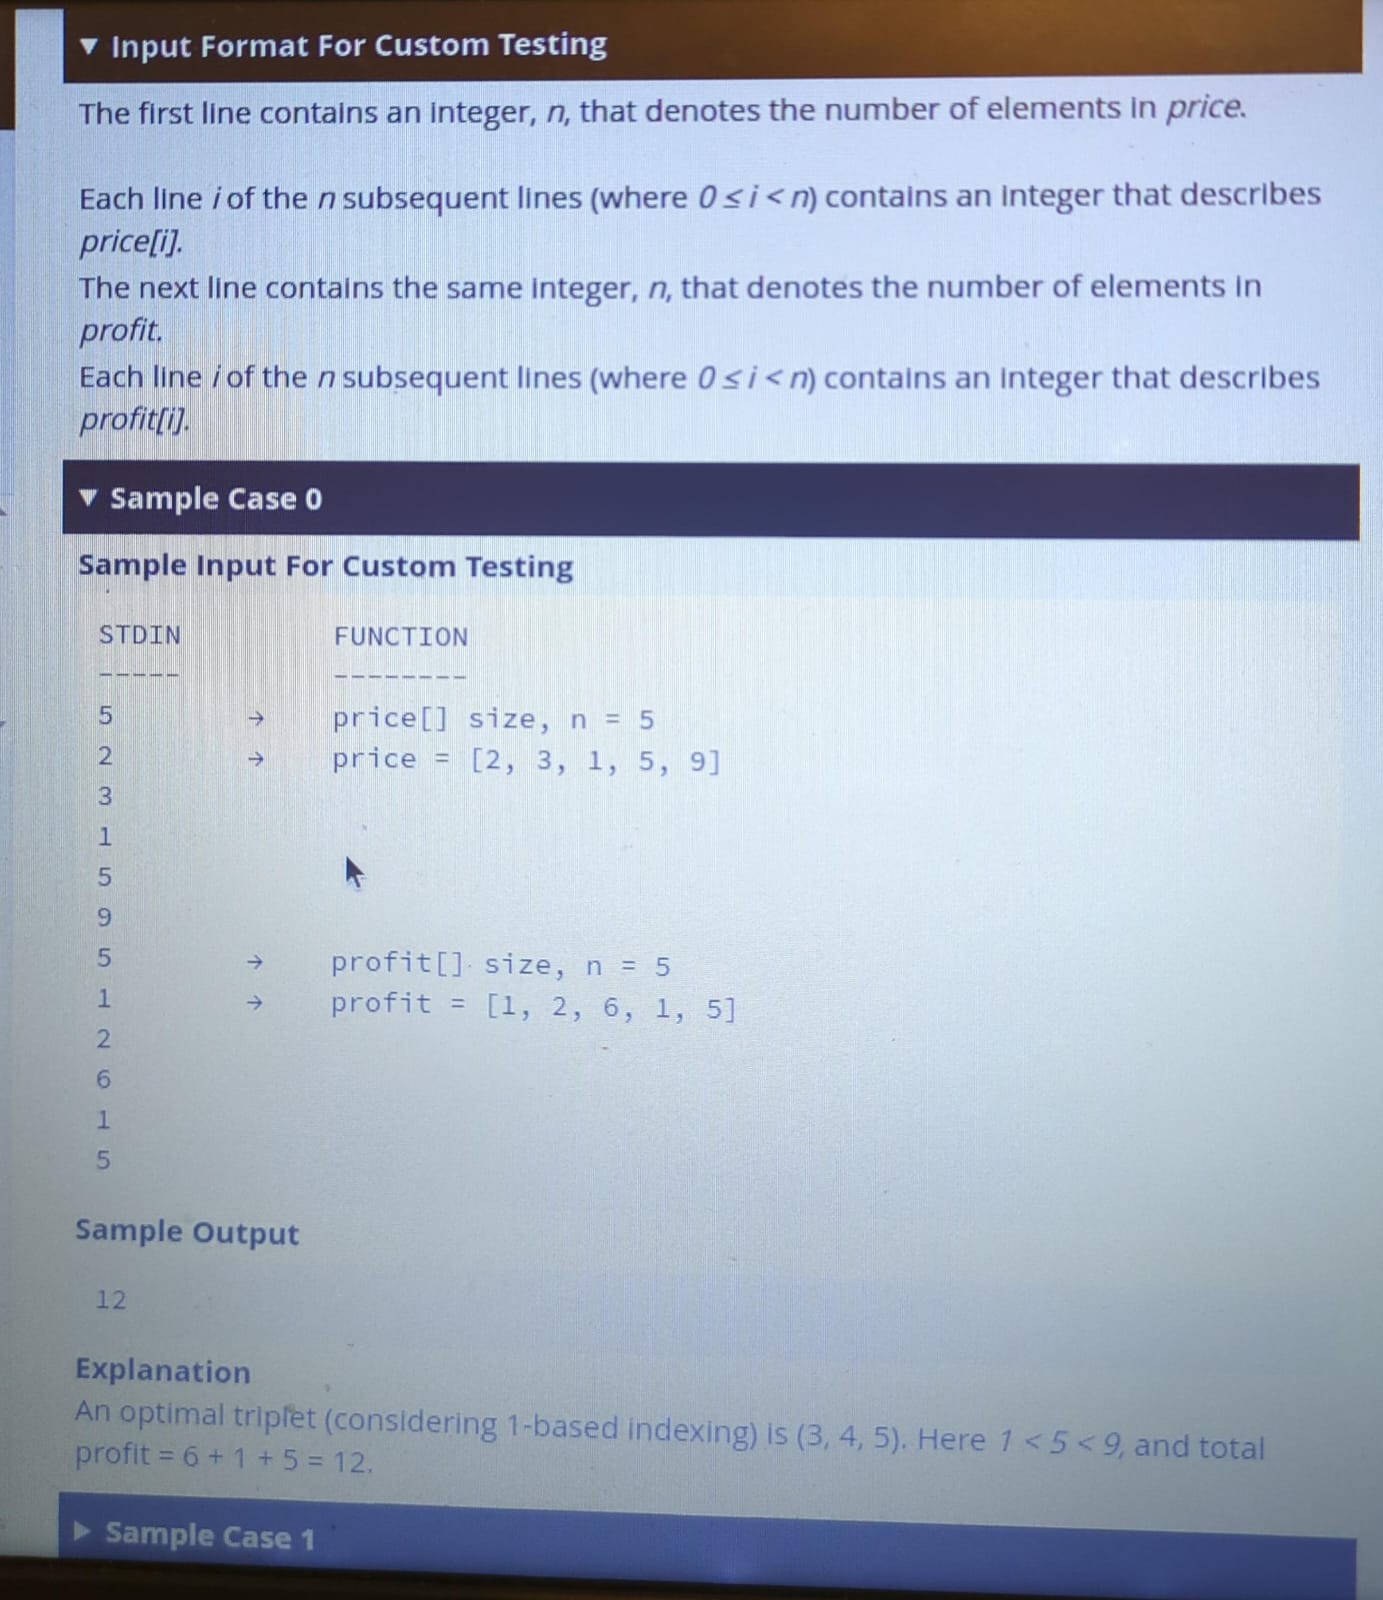 ▼ Input Format For Custom Testing
The first line contains an integer, n, that denotes the number of elements in price.
Each line i of the n subsequent lines (where 0 ≤ i < n) contains an integer that describes
price[i].
The next line contains the same integer, n, that denotes the number of elements in
profit.
Each line i of the n subsequent lines (where 0 ≤ i < n) contains an integer that describes
profit[i].
▼ Sample Case 0
Sample Input For Custom Testing
STDIN FUNCTION
----- --------
5 → price[] size, n = 5
2 → price = [2, 3, 1, 5, 9]
3
1
5
9
5 → profit[] size, n = 5
1 → profit = [1, 2, 6, 1, 5]
2
6
1
5
Sample Output
12
Explanation
An optimal triplet (considering 1-based indexing) is (3, 4, 5). Here 1 < 5 < 9, and total
profit = 6 + 1 + 5 = 12.
▶ Sample Case 1